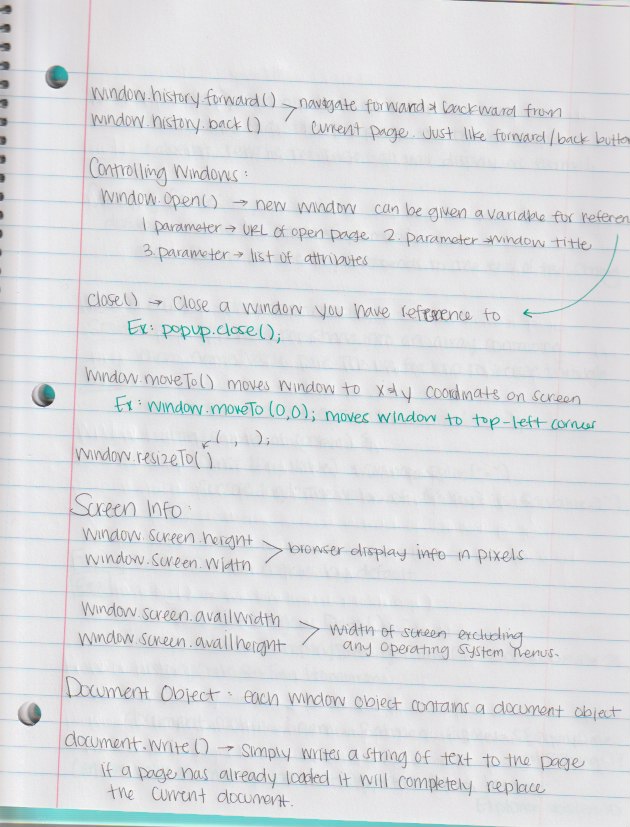 window.history.forward() > navigate forward & backward from
window.history.back() current page. Just like forward/back button
Controlling Windows:
window.open() → new window can be given a variable for referen
1. parameter → URL of open page 2. parameter → window title
3. parameter → list of attributes
close() → close a window you have reference to
Ex: popup.close();
window.moveTo() moves window to x & y coordinats on screen
Ex: window.moveTo (0,0); moves window to top-left corner
( , );
window.resizeTo()
Screen Info:
window.screen.height > browser display info in pixels
window.screen.width
window.screen.availWidth > width of screen excluding
window.screen.availheight any operating system menus.
Document Object: each window object contains a document object
document.write() → simply writes a string of text to the page
if a page has already loaded it will completely replace
the current document.